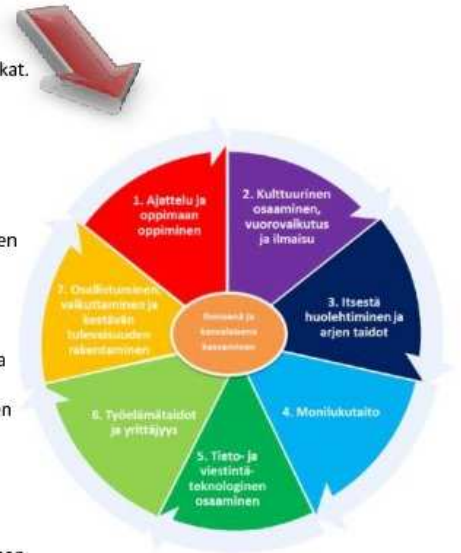 kat.
en
a
en
1. Ajattelu ja
oppimaan
oppiminen
2. Kulttuurinen
osaaminen,
vuorovaikutus
ja ilmaisu
3. Itsestä
huolehtiminen ja
arjen taidot
4. Monilukutaito
5. Tieto- ja
viestintä-
teknologinen
osaaminen
6. Työelämätaidot
ja yrittäjyys
7. Osallistuminen,
vaikuttaminen ja
kestävän
tulevaisuuden
rakentaminen
Ihmisenä ja
kansalaisena
kasvaminen